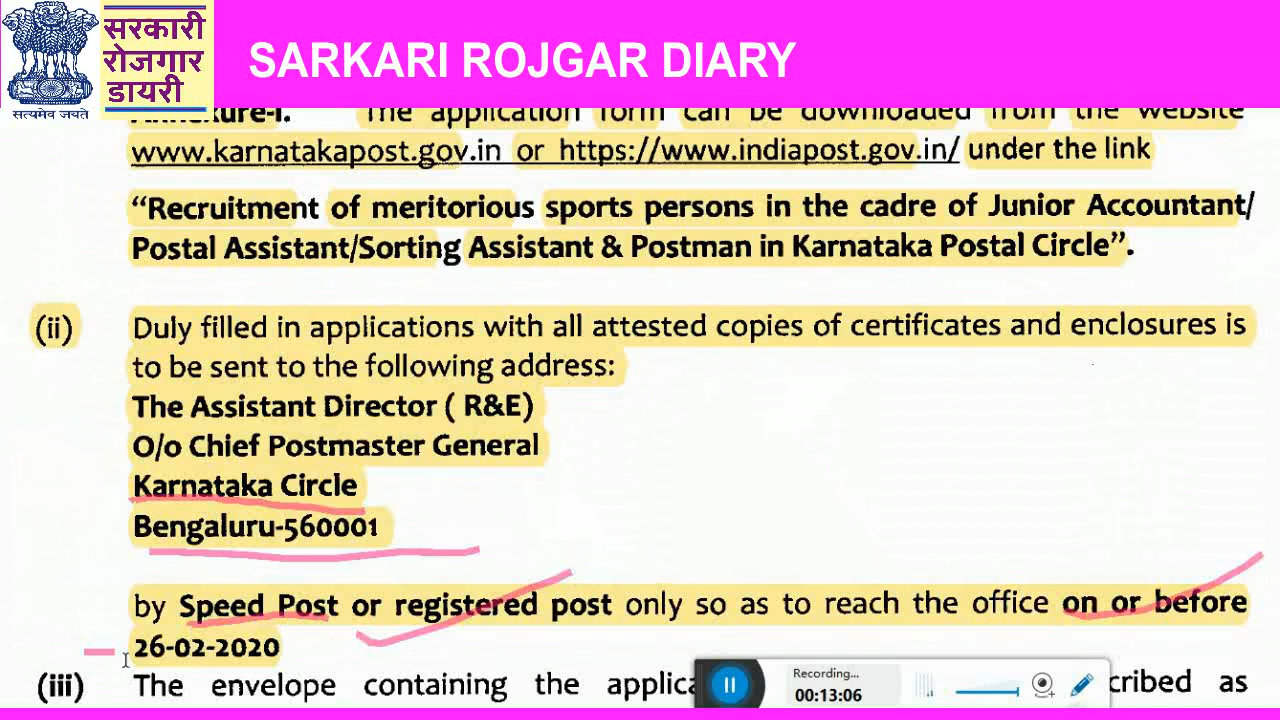 सरकारी
रोजगार
डायरी
सत्यमेव जयते
SARKARI ROJGAR DIARY
Annexure-I. The application form can be downloaded from the website
www.karnatakapost.gov.in or https://www.indiapost.gov.in/ under the link
“Recruitment of meritorious sports persons in the cadre of Junior Accountant/
Postal Assistant/Sorting Assistant & Postman in Karnataka Postal Circle”.
(ii) Duly filled in applications with all attested copies of certificates and enclosures is
to be sent to the following address:
The Assistant Director ( R&E)
O/o Chief Postmaster General
Karnataka Circle
Bengaluru-560001
by Speed Post or registered post only so as to reach the office on or before
26-02-2020
(iii) The envelope containing the applica cribed as
Recording...
00:13:06